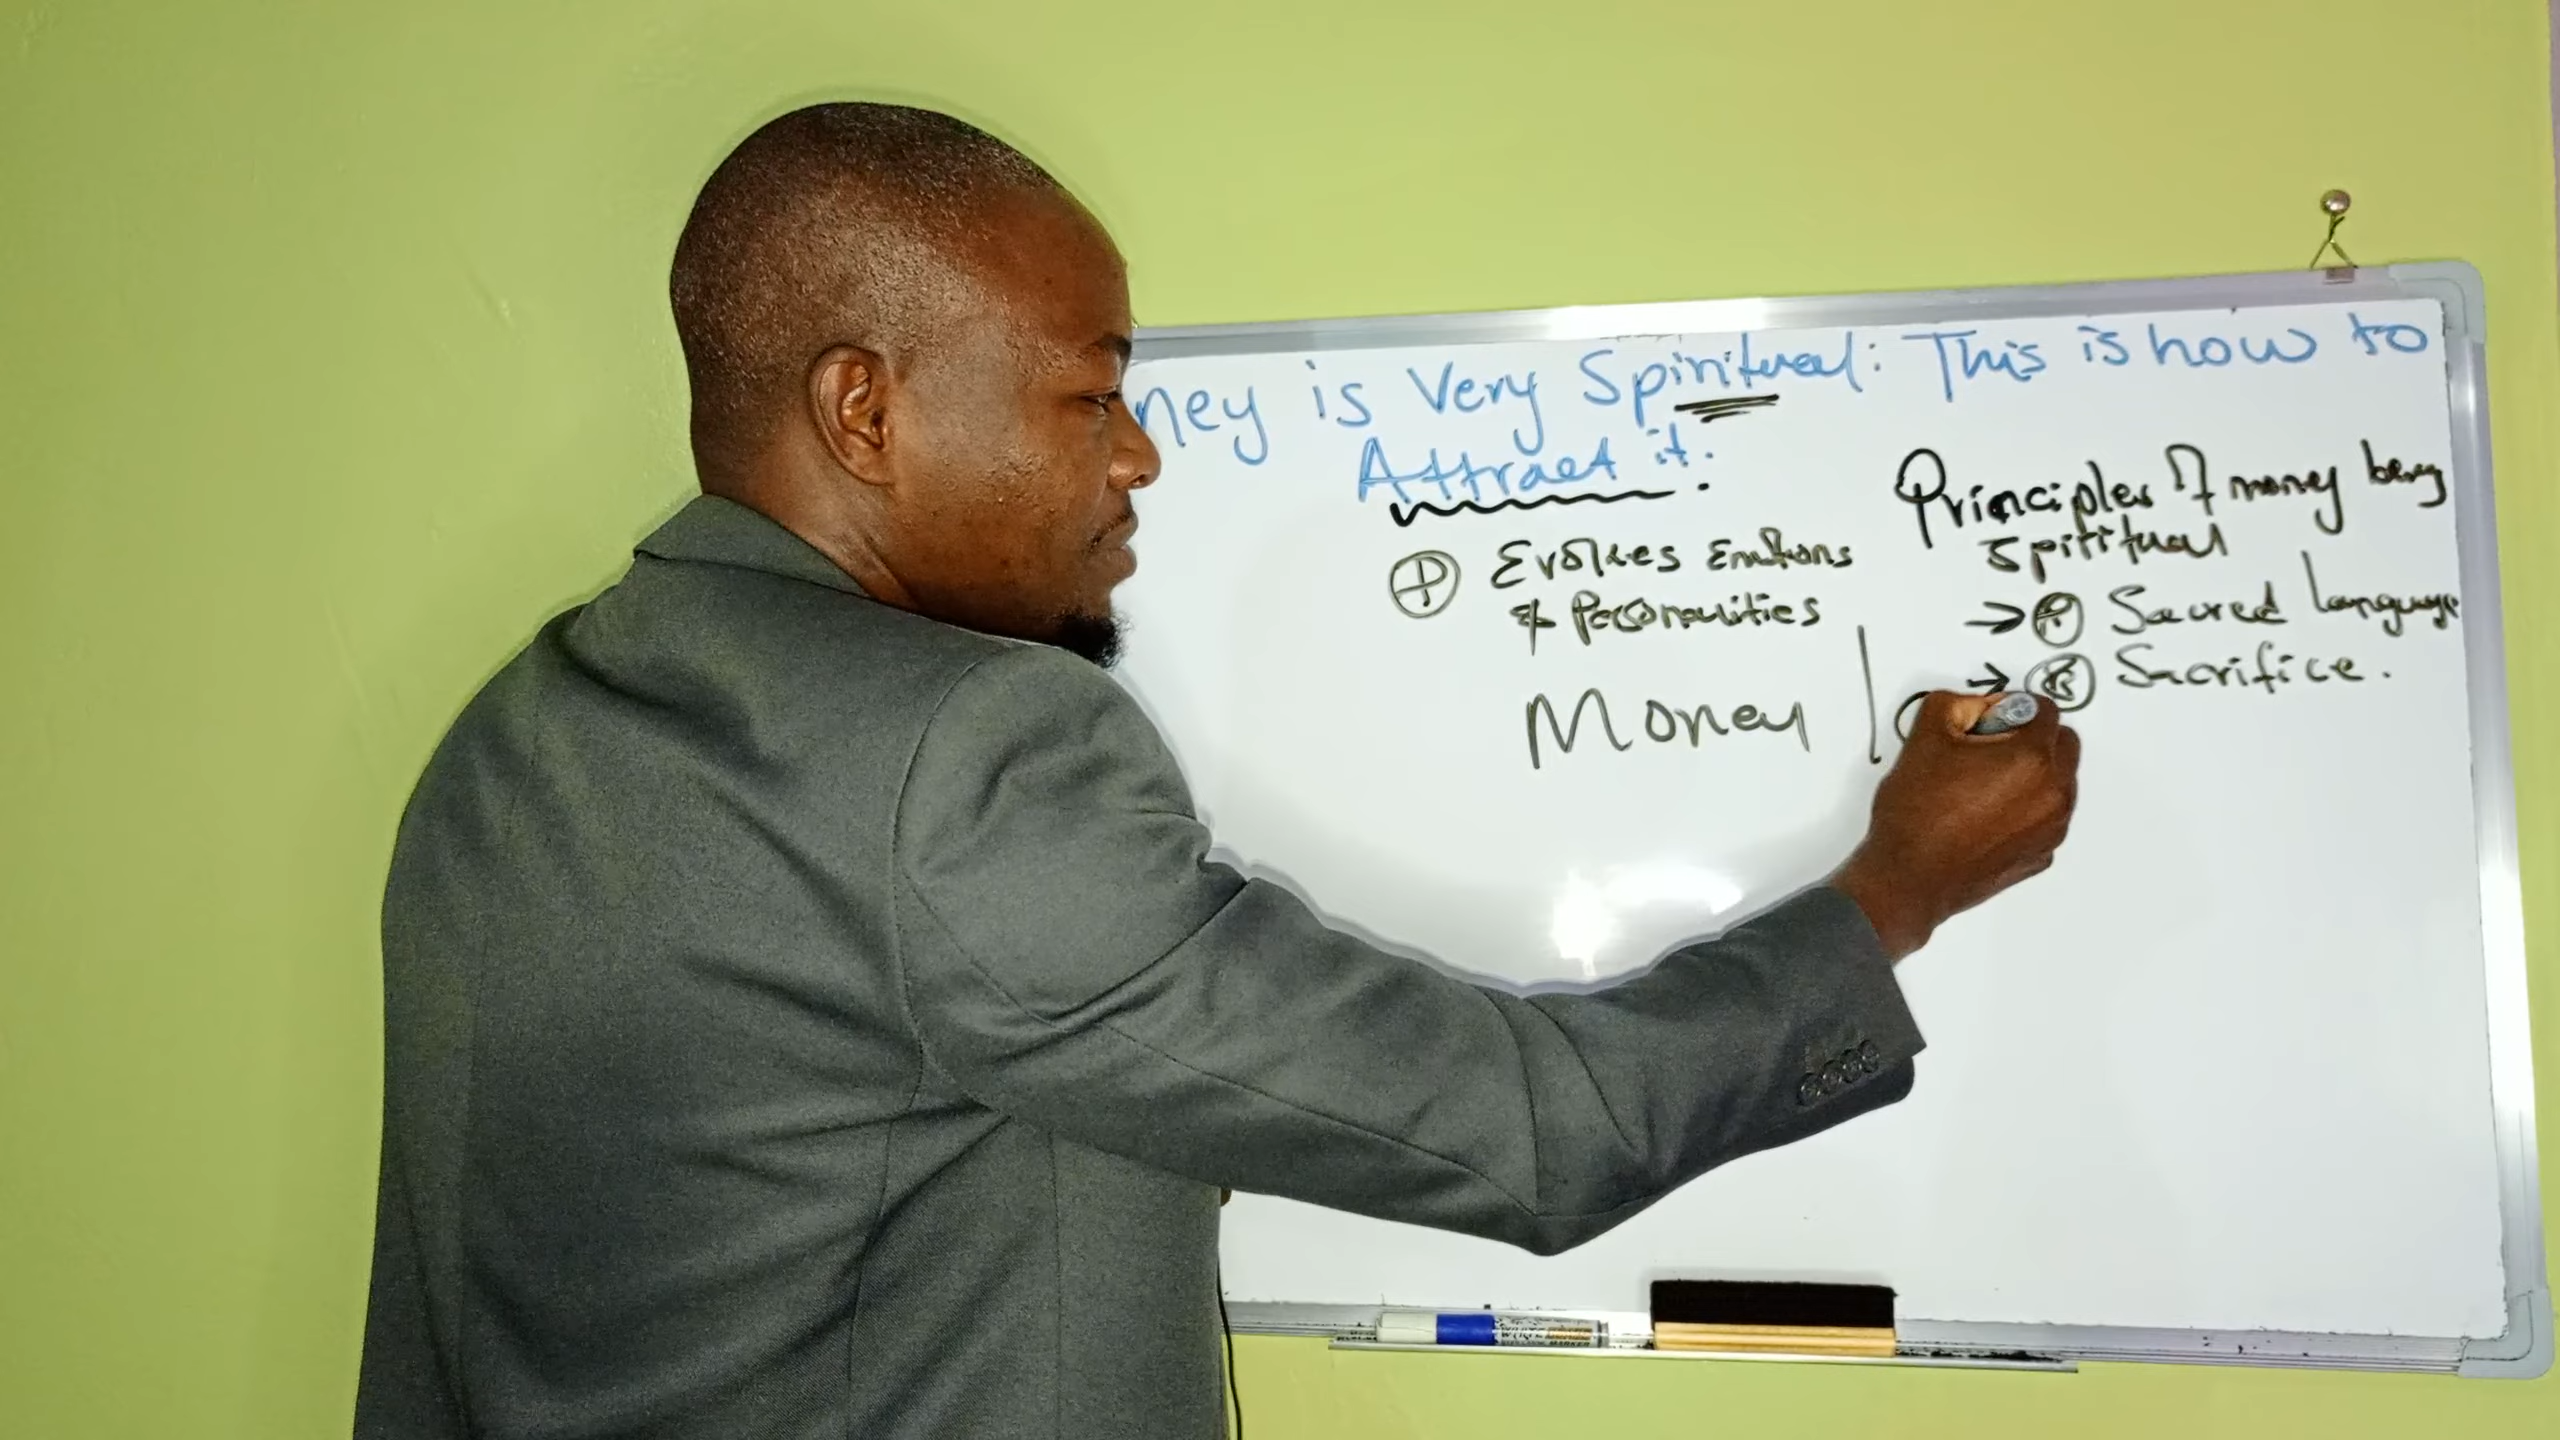 ney is Very Spiritual: This is how to
Attract it.
① Evokes Emotions
& Personalities
Money |
Principles of money being
spiritual
→ Sacred language
→ Sacrifice.